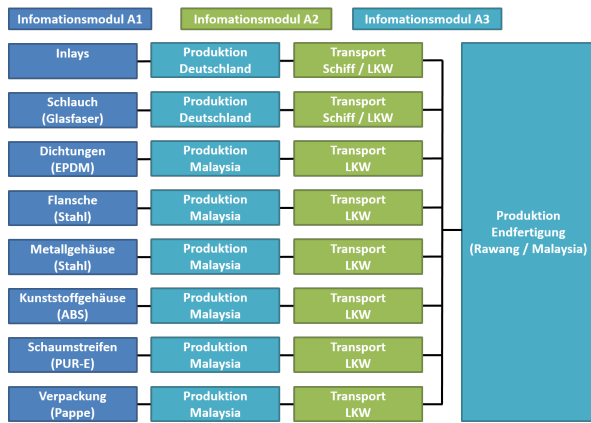 Infomationsmodul A1
Infomationsmodul A2
Infomationsmodul A3
Inlays
Produktion
Deutschland
Transport
Schiff / LKW
Schlauch
(Glasfaser)
Produktion
Deutschland
Transport
Schiff / LKW
Dichtungen
(EPDM)
Produktion
Malaysia
Transport
LKW
Flansche
(Stahl)
Produktion
Malaysia
Transport
LKW
Metallgehäuse
(Stahl)
Produktion
Malaysia
Transport
LKW
Kunststoffgehäuse
(ABS)
Produktion
Malaysia
Transport
LKW
Schaumstreifen
(PUR-E)
Produktion
Malaysia
Transport
LKW
Verpackung
(Pappe)
Produktion
Malaysia
Transport
LKW
Produktion
Endfertigung
(Rawang / Malaysia)